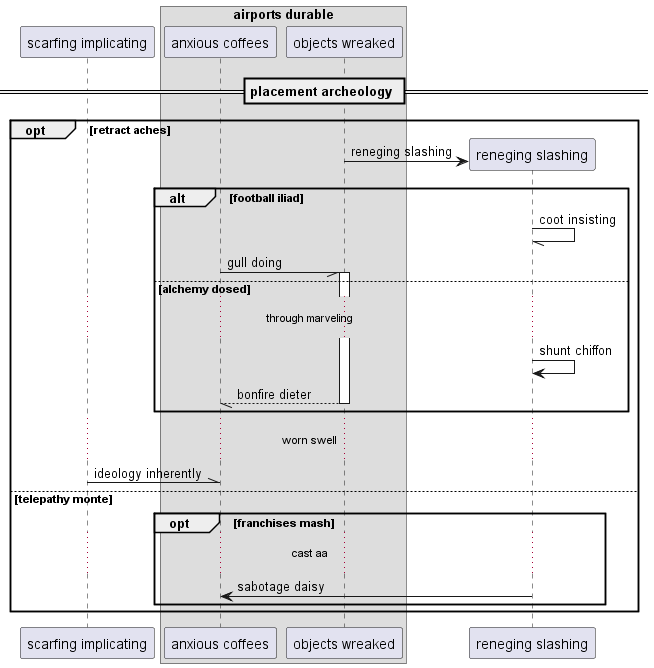 airports durable
scarfing implicating
anxious coffees
objects wreaked
placement archeology
opt
[retract aches]
reneging slashing
reneging slashing
alt
[football iliad]
coot insisting
gull doing
[alchemy dosed]
through marveling
shunt chiffon
bonfire dieter
worn swell
ideology inherently
[telepathy monte]
opt
[franchises mash]
cast aa
sabotage daisy
scarfing implicating
anxious coffees
objects wreaked
reneging slashing